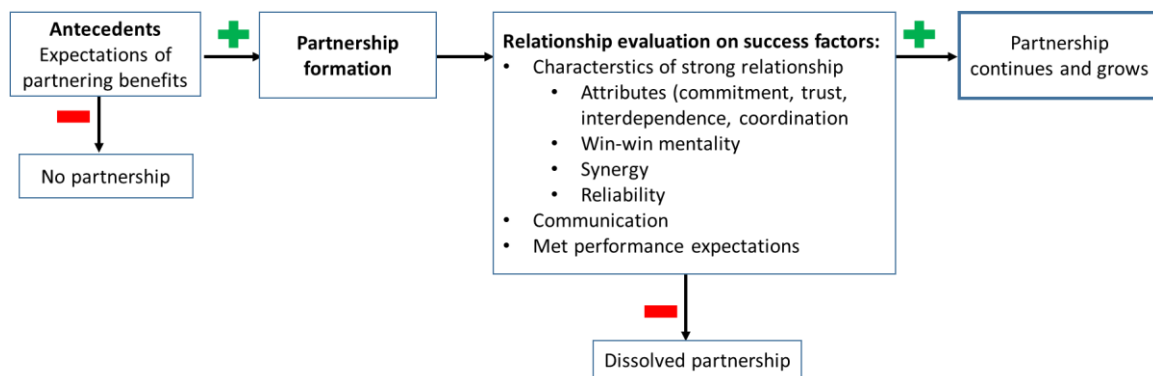 Antecedents
Expectations of
partnering benefits
No partnership
Partnership
formation
Relationship evaluation on success factors:
• Characterstics of strong relationship
• Attributes (commitment, trust,
interdependence, coordination
• Win-win mentality
• Synergy
• Reliability
• Communication
• Met performance expectations
Dissolved partnership
Partnership
continues and grows